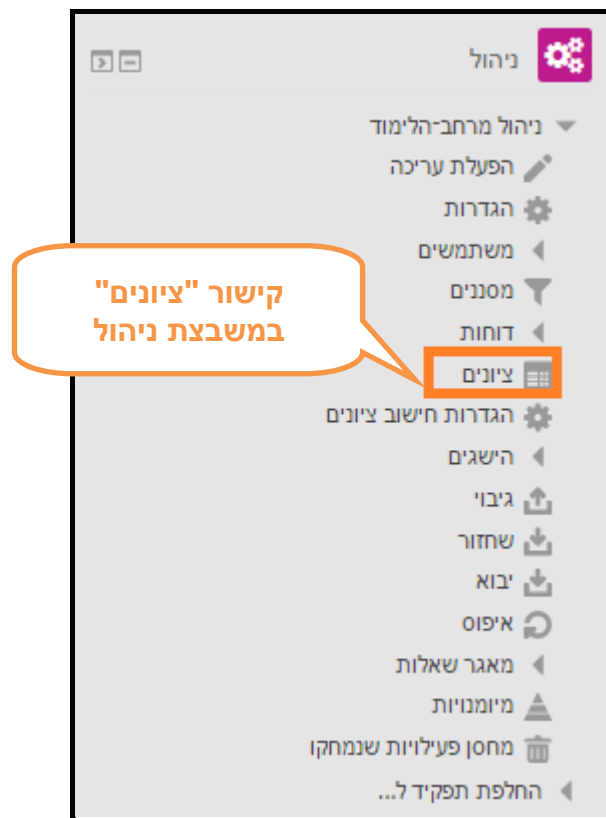 ניהול
ניהול מרחב-הלימוד
הפעלת עריכה
הגדרות
משתמשים
מסננים
דוחות
ציונים
קישור "ציונים"
במשבצת ניהול
הגדרות חישוב ציונים
הישגים
גיבוי
שחזור
יבוא
איפוס
מאגר שאלות
מיומנויות
מחסן פעילויות שנמחקו
החלפת תפקיד ל...